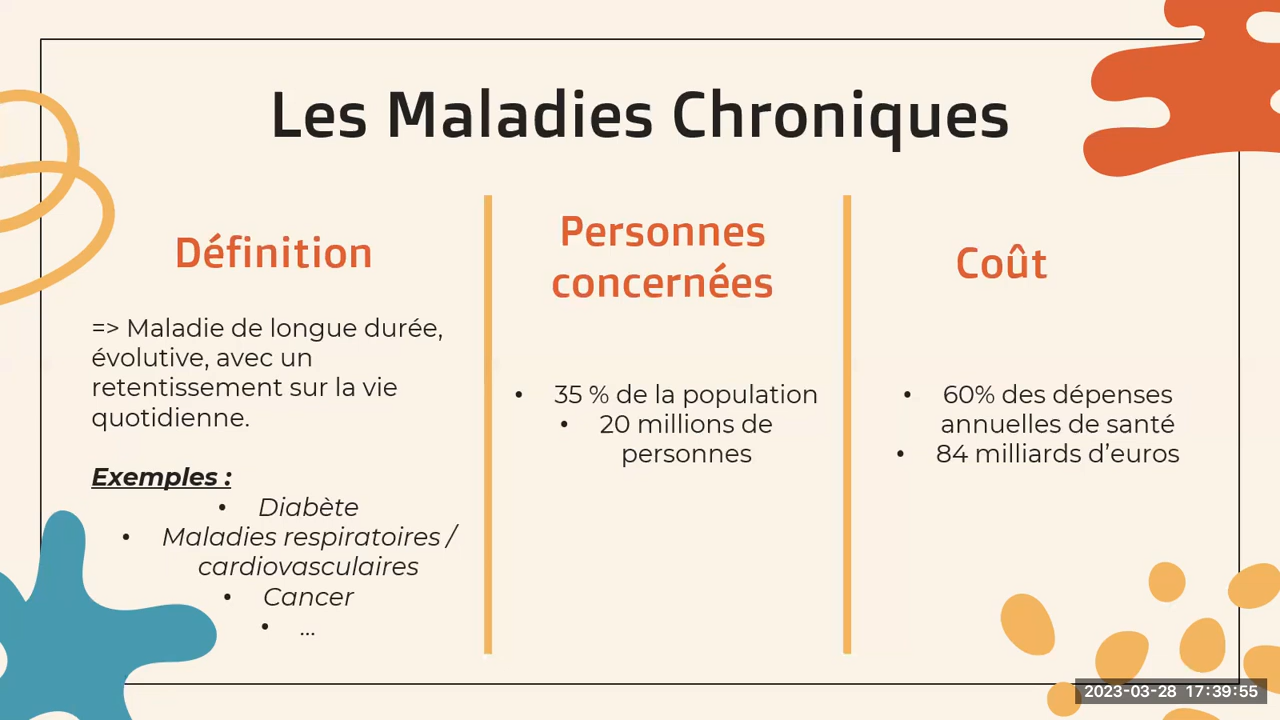 Les Maladies Chroniques
Définition
=> Maladie de longue durée,
évolutive, avec un
retentissement sur la vie
quotidienne.
Exemples :
• Diabète
• Maladies respiratoires /
cardiovasculaires
• Cancer
• ...
Personnes
concernées
• 35 % de la population
• 20 millions de
personnes
Coût
• 60% des dépenses
annuelles de santé
• 84 milliards d’euros
2023-03-28 17:39:55